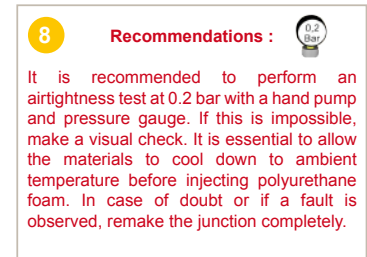 8
Recommendations :
0,2
Bar
It is recommended to perform an
airtightness test at 0.2 bar with a hand pump
and pressure gauge. If this is impossible,
make a visual check. It is essential to allow
the materials to cool down to ambient
temperature before injecting polyurethane
foam. In case of doubt or if a fault is
observed, remake the junction completely.